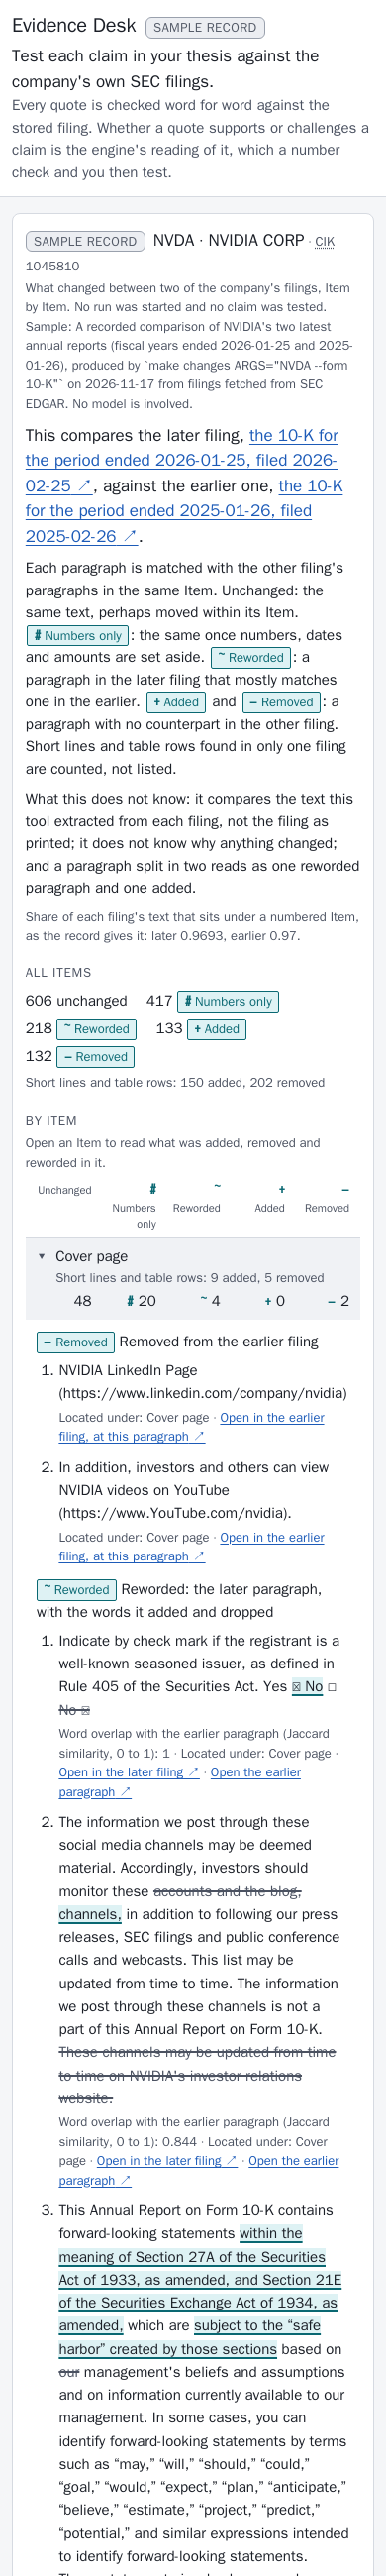 Evidence Desk SAMPLE RECORD
Test each claim in your thesis against the
company's own SEC filings.
Every quote is checked word for word against the
stored filing. Whether a quote supports or challenges a
claim is the engine's reading of it, which a number
check and you then test.
SAMPLE RECORD NVDA · NVIDIA CORP · CIK
1045810
What changed between two of the company's filings, Item
by Item. No run was started and no claim was tested.
Sample: A recorded comparison of NVIDIA's two latest
annual reports (fiscal years ended 2026-01-25 and 2025-
01-26), produced by `make changes ARGS="NVDA --form
10-K"` on 2026-11-17 from filings fetched from SEC
EDGAR. No model is involved.
This compares the later filing, the 10-K for
the period ended 2026-01-25, filed 2026-
02-25 ↗, against the earlier one, the 10-K
for the period ended 2025-01-26, filed
2025-02-26 ↗.
Each paragraph is matched with the other filing's
paragraphs in the same Item. Unchanged: the
same text, perhaps moved within its Item.
# Numbers only : the same once numbers, dates
and amounts are set aside. ~ Reworded : a
paragraph in the later filing that mostly matches
one in the earlier. + Added and − Removed : a
paragraph with no counterpart in the other filing.
Short lines and table rows found in only one filing
are counted, not listed.
What this does not know: it compares the text this
tool extracted from each filing, not the filing as
printed; it does not know why anything changed;
and a paragraph split in two reads as one reworded
paragraph and one added.
Share of each filing's text that sits under a numbered Item,
as the record gives it: later 0.9693, earlier 0.97.
ALL ITEMS
606 unchanged 417 # Numbers only
218 ~ Reworded 133 + Added
132 − Removed
Short lines and table rows: 150 added, 202 removed
BY ITEM
Open an Item to read what was added, removed and
reworded in it.
Unchanged # ~ + −
Numbers Reworded Added Removed
only
▾ Cover page
Short lines and table rows: 9 added, 5 removed
48 # 20 ~ 4 + 0 − 2
− Removed Removed from the earlier filing
1. NVIDIA LinkedIn Page
(https://www.linkedin.com/company/nvidia)
Located under: Cover page · Open in the earlier
filing, at this paragraph ↗
2. In addition, investors and others can view
NVIDIA videos on YouTube
(https://www.YouTube.com/nvidia).
Located under: Cover page · Open in the earlier
filing, at this paragraph ↗
~ Reworded Reworded: the later paragraph,
with the words it added and dropped
1. Indicate by check mark if the registrant is a
well-known seasoned issuer, as defined in
Rule 405 of the Securities Act. Yes ☒ No ☐
No ☒
Word overlap with the earlier paragraph (Jaccard
similarity, 0 to 1): 1 · Located under: Cover page ·
Open in the later filing ↗ · Open the earlier
paragraph ↗
2. The information we post through these
social media channels may be deemed
material. Accordingly, investors should
monitor these accounts and the blog,
channels, in addition to following our press
releases, SEC filings and public conference
calls and webcasts. This list may be
updated from time to time. The information
we post through these channels is not a
part of this Annual Report on Form 10-K.
These channels may be updated from time
to time on NVIDIA's investor relations
website.
Word overlap with the earlier paragraph (Jaccard
similarity, 0 to 1): 0.844 · Located under: Cover
page · Open in the later filing ↗ · Open the earlier
paragraph ↗
3. This Annual Report on Form 10-K contains
forward-looking statements within the
meaning of Section 27A of the Securities
Act of 1933, as amended, and Section 21E
of the Securities Exchange Act of 1934, as
amended, which are subject to the “safe
harbor” created by those sections based on
our management's beliefs and assumptions
and on information currently available to our
management. In some cases, you can
identify forward-looking statements by terms
such as “may,” “will,” “should,” “could,”
“goal,” “would,” “expect,” “plan,” “anticipate,”
“believe,” “estimate,” “project,” “predict,”
“potential,” and similar expressions intended
to identify forward-looking statements.